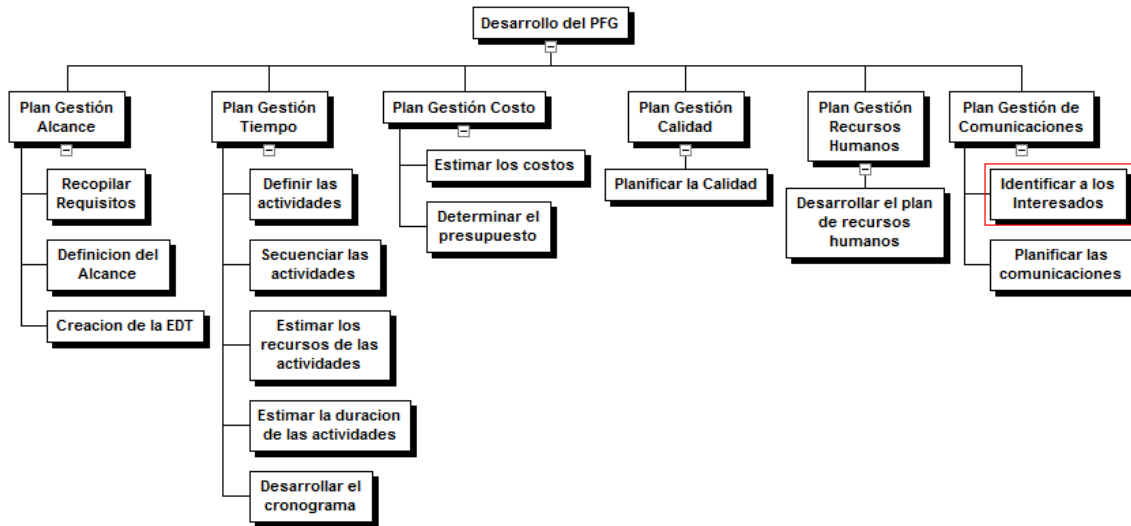 Desarrollo del PFG
Plan Gestión
Alcance
Recopilar
Requisitos
Definicion del
Alcance
Creacion de la EDT
Plan Gestión
Tiempo
Definir las
actividades
Secuenciar las
actividades
Estimar los
recursos de las
actividades
Estimar la duracion
de las actividades
Desarrollar el
cronograma
Plan Gestión Costo
Estimar los costos
Determinar el
presupuesto
Plan Gestión
Calidad
Planificar la Calidad
Plan Gestión
Recursos
Humanos
Desarrollar el plan
de recursos
humanos
Plan Gestión de
Comunicaciones
Identificar a los
Interesados
Planificar las
comunicaciones